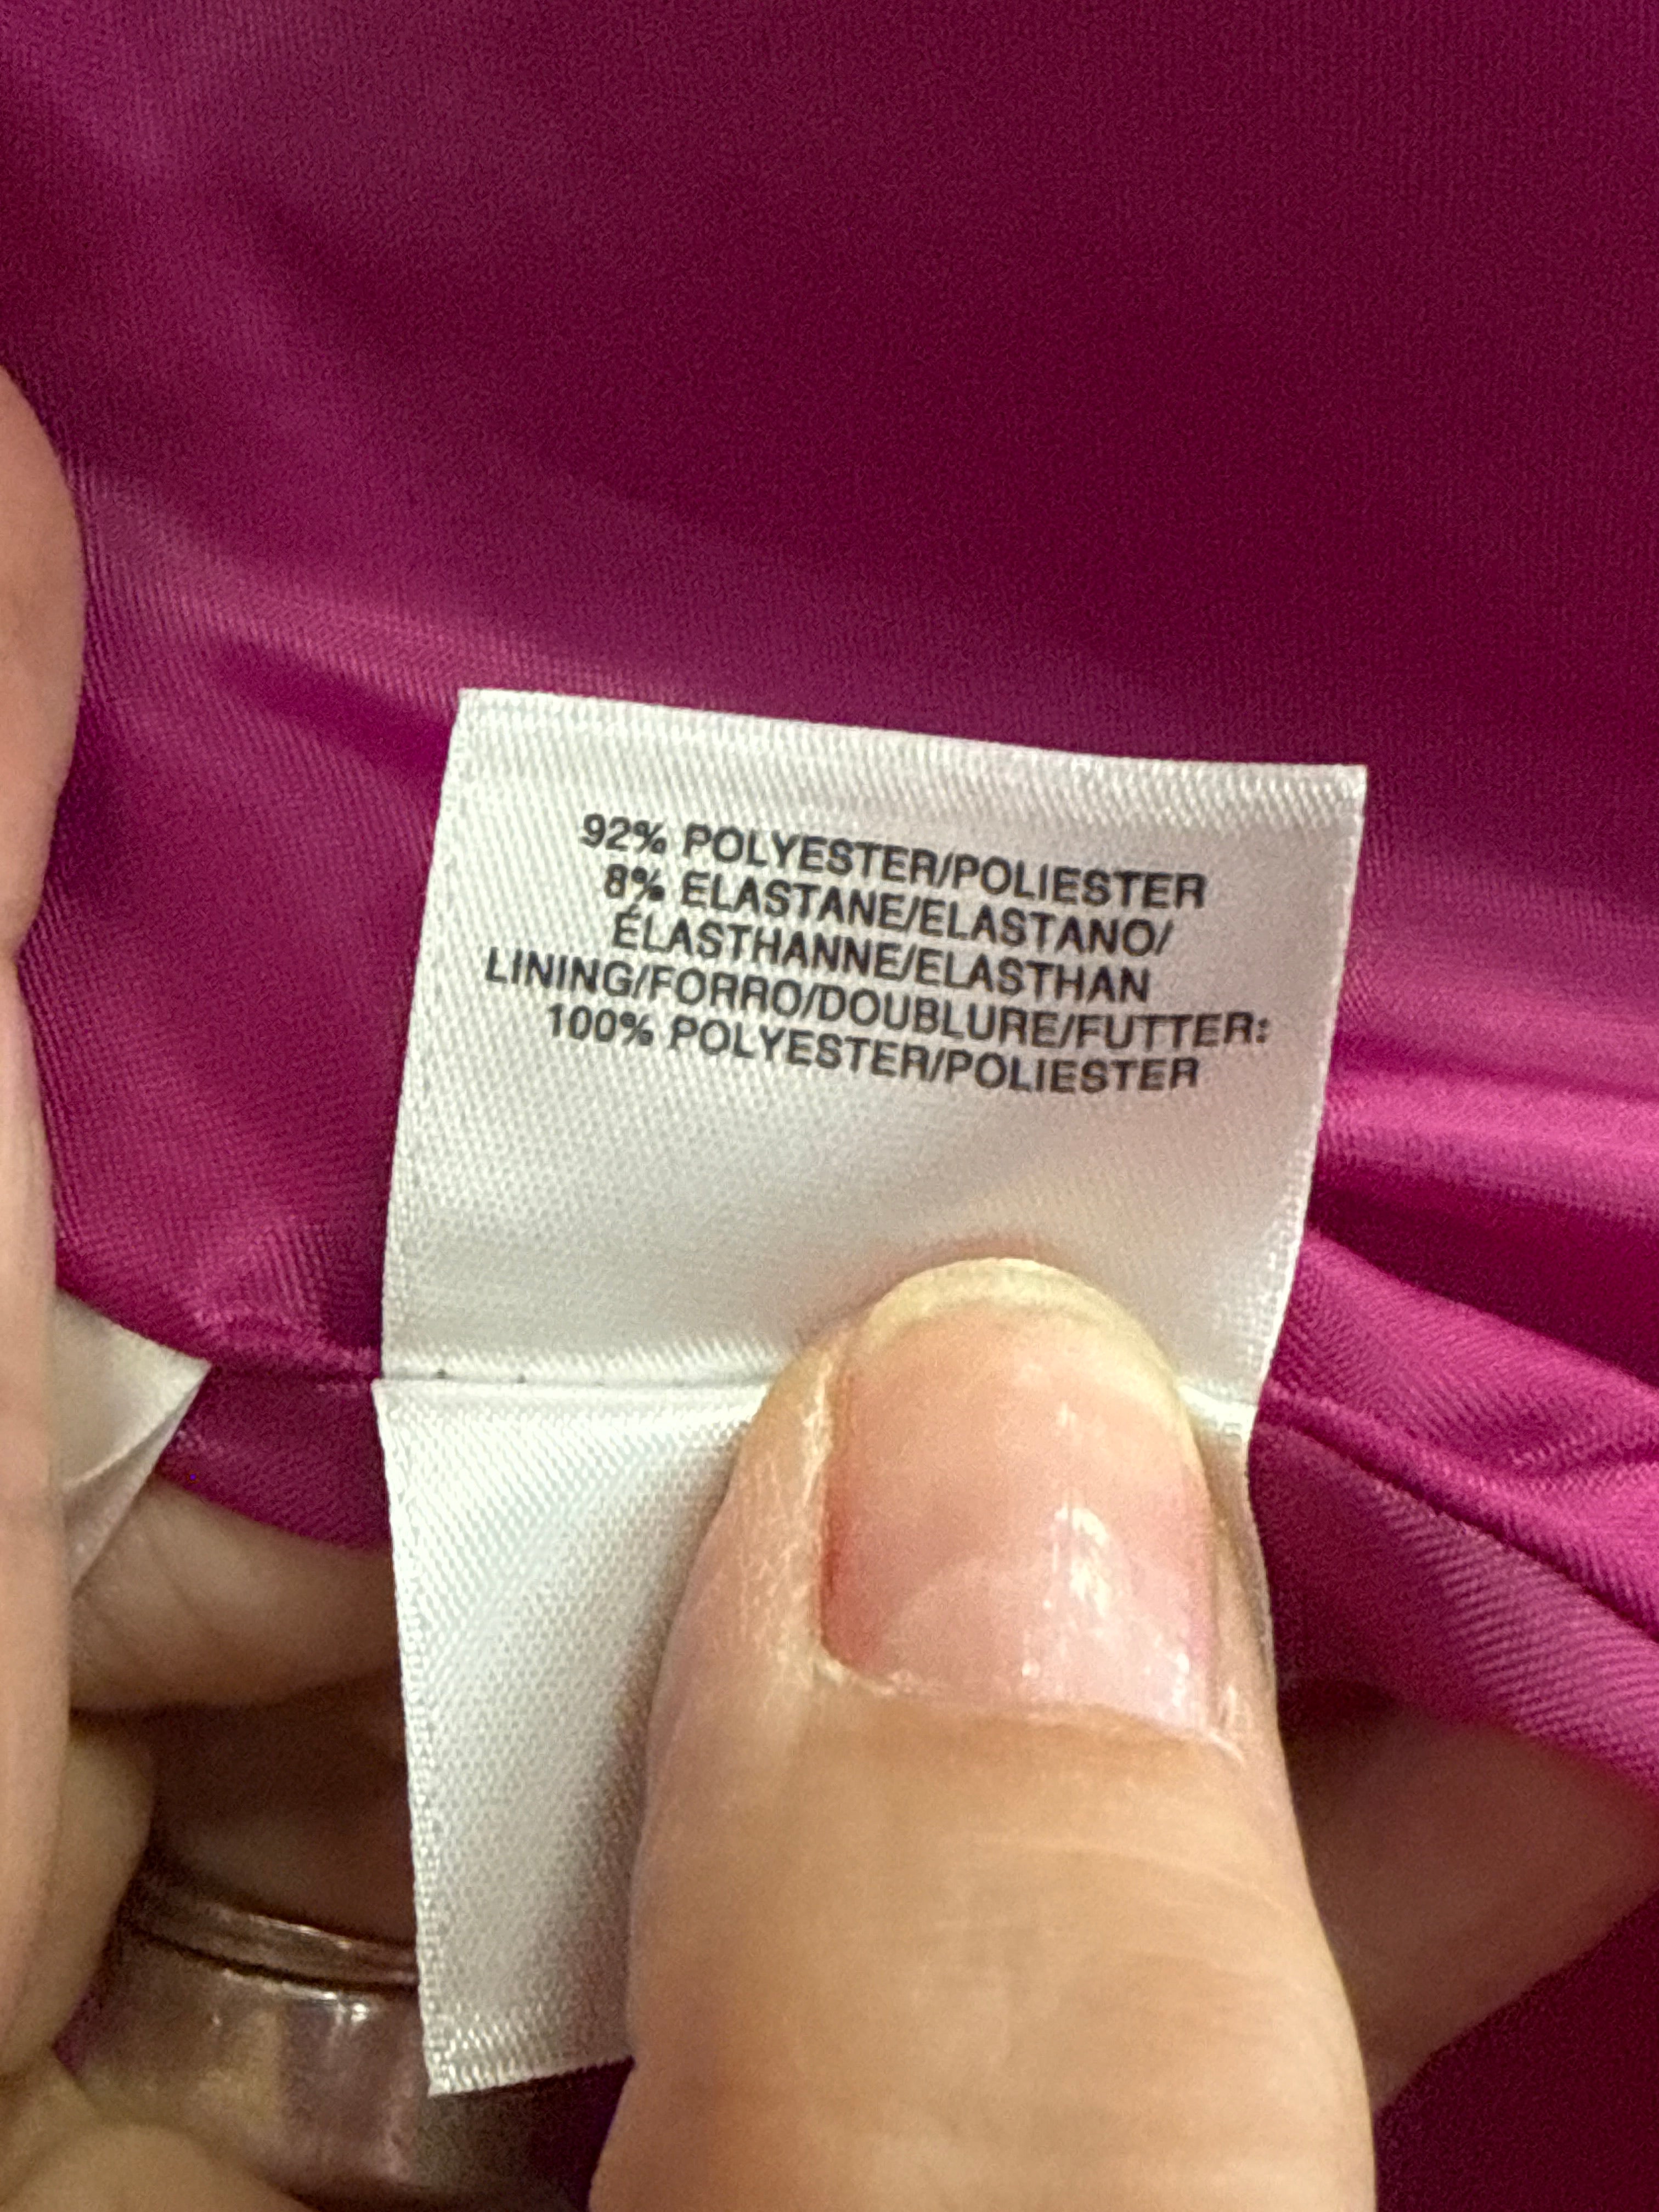 92% POLYESTER/POLIESTER
8% ELASTANE/ELASTANO/
ÉLASTHANNE/ELASTHAN
LINING/FORRO/DOUBLURE/FUTTER:
100% POLYESTER/POLIESTER